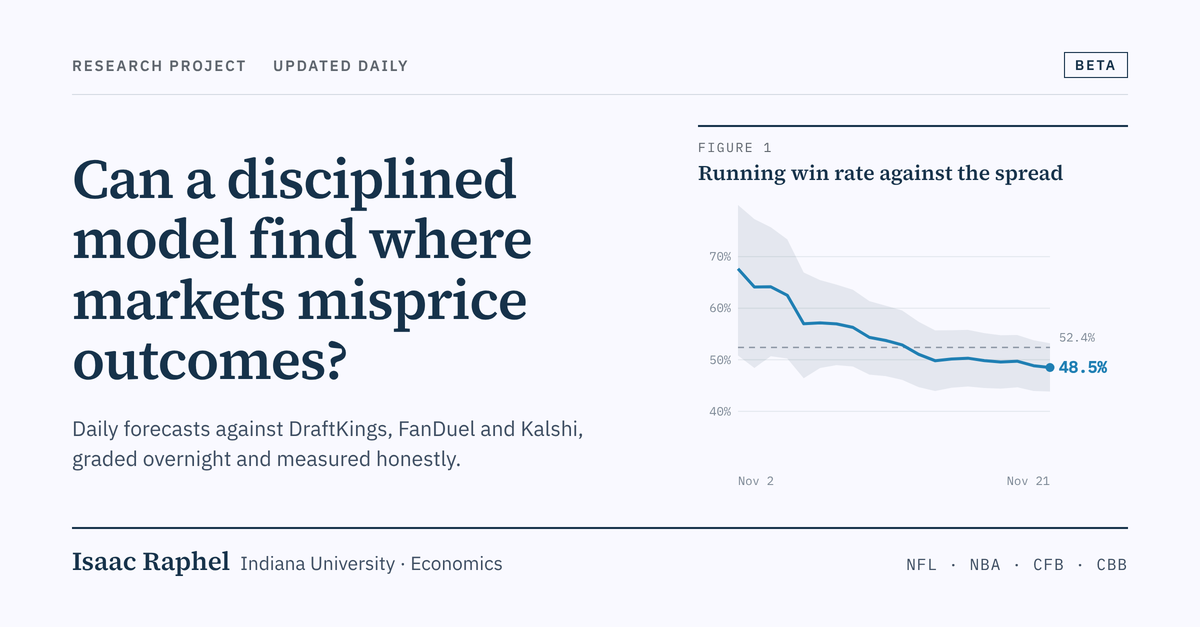 RESEARCH PROJECT UPDATED DAILY
BETA
Can a disciplined
model find where
markets misprice
outcomes?
Daily forecasts against DraftKings, FanDuel and Kalshi,
graded overnight and measured honestly.
FIGURE 1
Running win rate against the spread
70%
60%
50%
40%
52.4%
48.5%
Nov 2
Nov 21
Isaac Raphel Indiana University · Economics
NFL · NBA · CFB · CBB